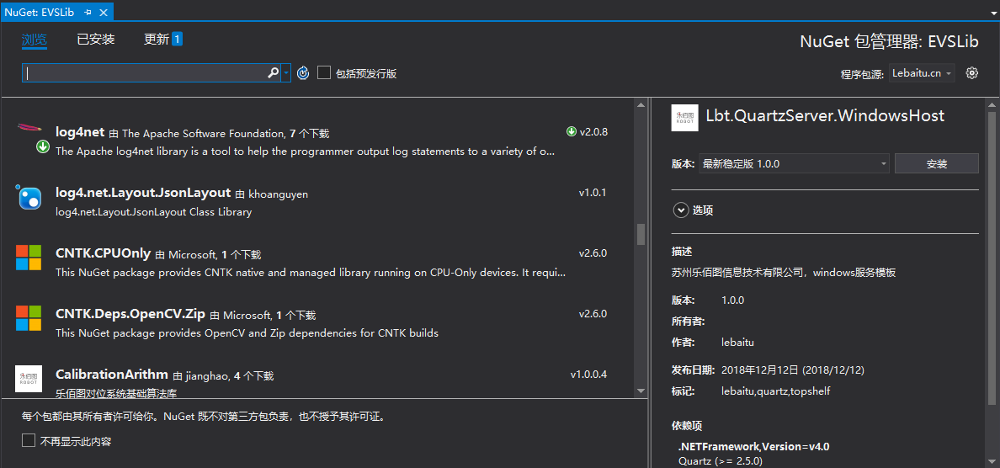 NuGet: EVSLib
浏览 已安装 更新 1
NuGet 包管理器: EVSLib
包括预发行版
程序包源: Lebaitu.cn
log4net 由 The Apache Software Foundation, 7 个下载 v2.0.8
The Apache log4net library is a tool to help the programmer output log statements to a variety of o...
log4.net.Layout.JsonLayout 由 khoanguyen v1.0.1
log4.net.Layout.JsonLayout Class Library
CNTK.CPUOnly 由 Microsoft, 1 个下载 v2.6.0
This NuGet package provides CNTK native and managed library running on CPU-Only devices. It requi...
CNTK.Deps.OpenCV.Zip 由 Microsoft, 1 个下载 v2.6.0
This NuGet package provides OpenCV and Zip dependencies for CNTK builds
乐佰图
ROBOT
CalibrationArithm 由 jianghao, 4 个下载 v1.0.0.4
乐佰图对位系统基础算法库
每个包都由其所有者许可给你。NuGet 既不对第三方包负责，也不授予其许可证。
不再显示此内容
乐佰图
ROBOT
Lbt.QuartzServer.WindowsHost
版本: 最新稳定版 1.0.0 安装
选项
描述
苏州乐佰图信息技术有限公司，windows服务模板
版本: 1.0.0
所有者:
作者: lebaitu
发布日期: 2018年12月12日 (2018/12/12)
标记: lebaitu,quartz,topshelf
依赖项
.NETFramework,Version=v4.0
Quartz (>= 2.5.0)